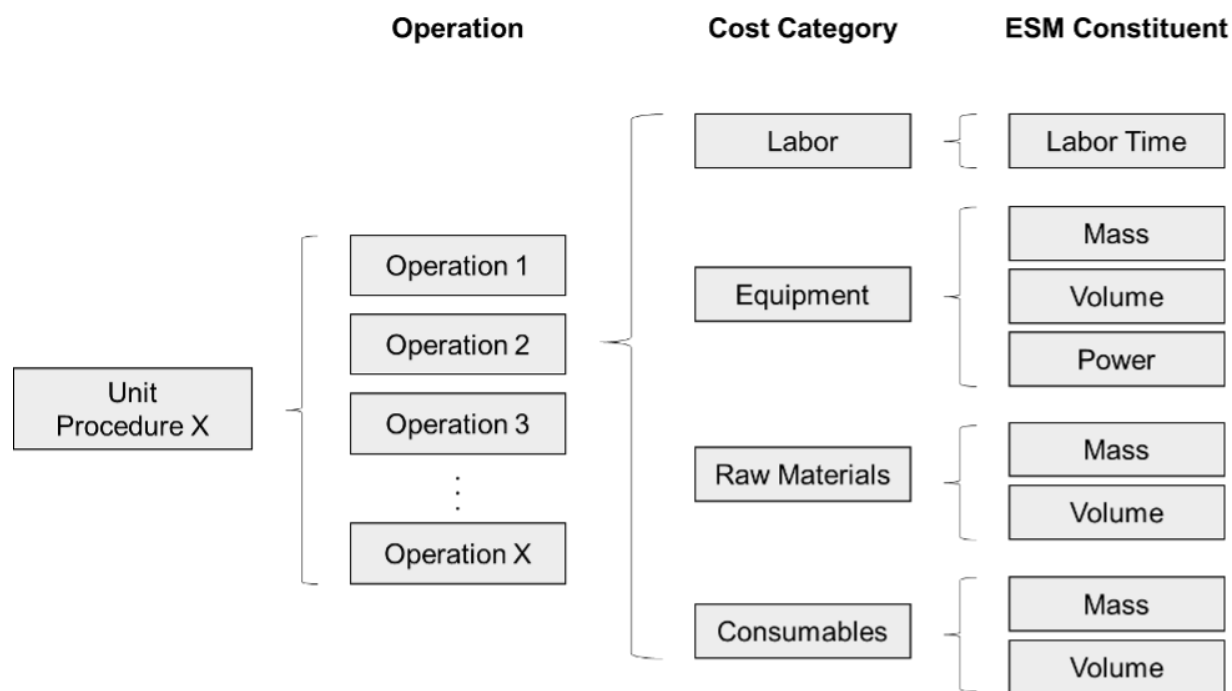 Operation
Cost Category
ESM Constituent
Unit
Procedure X
Operation 1
Operation 2
Operation 3
⋮
Operation X
Labor
Labor Time
Equipment
Mass
Volume
Power
Raw Materials
Mass
Volume
Consumables
Mass
Volume